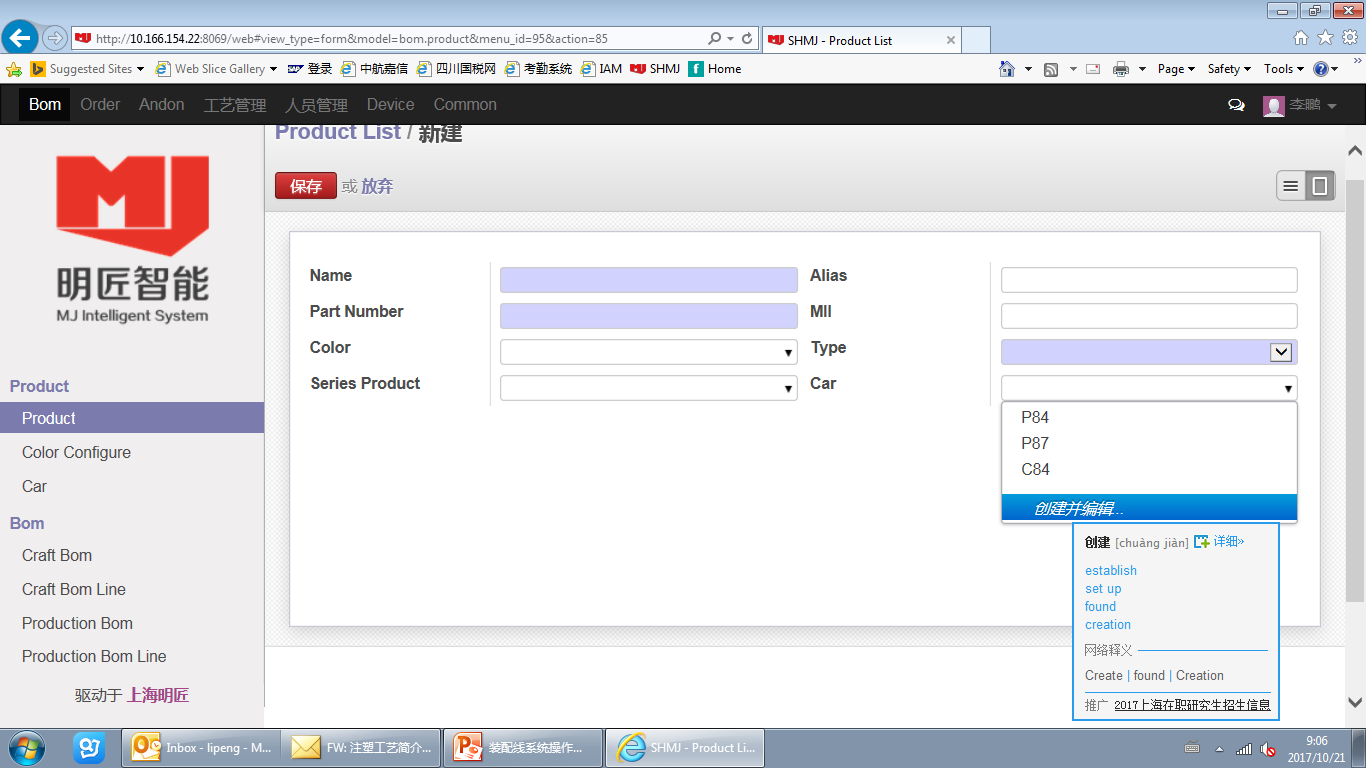 http://10.166.154.22:8069/web#view_type=form&model=bom.product&menu_id=95&action=85
SHMJ - Product List
Suggested Sites
Web Slice Gallery
登录
中航嘉信
四川国税网
考勤系统
IAM
SHMJ
Home
Page
Safety
Tools
Bom Order Andon 工艺管理 人员管理 Device Common
李鹏
Product List / 新建
保存 或 放弃
MJ
明匠智能
MJ Intelligent System
Product
Product
Color Configure
Car
Bom
Craft Bom
Craft Bom Line
Production Bom
Production Bom Line
驱动于 上海明匠
Name
Alias
Part Number
MII
Color
Type
Series Product
Car
P84
P87
C84
创建并编辑...
创建 [chuàng jiàn] 详细»
establish
set up
found
creation
网络释义
Create | found | Creation
推广 2017上海在职研究生招生信息
Inbox - lipeng - M...
FW: 注塑工艺简介...
装配线系统操作...
SHMJ - Product Li...
9:06
2017/10/21